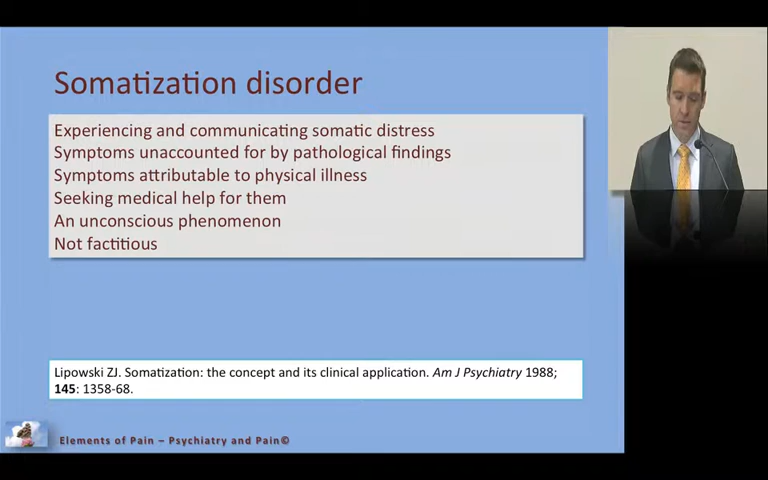 Somatization disorder
Experiencing and communicating somatic distress
Symptoms unaccounted for by pathological findings
Symptoms attributable to physical illness
Seeking medical help for them
An unconscious phenomenon
Not factitious
Lipowski ZJ. Somatization: the concept and its clinical application. Am J Psychiatry 1988;
145: 1358-68.
Elements of Pain – Psychiatry and Pain©